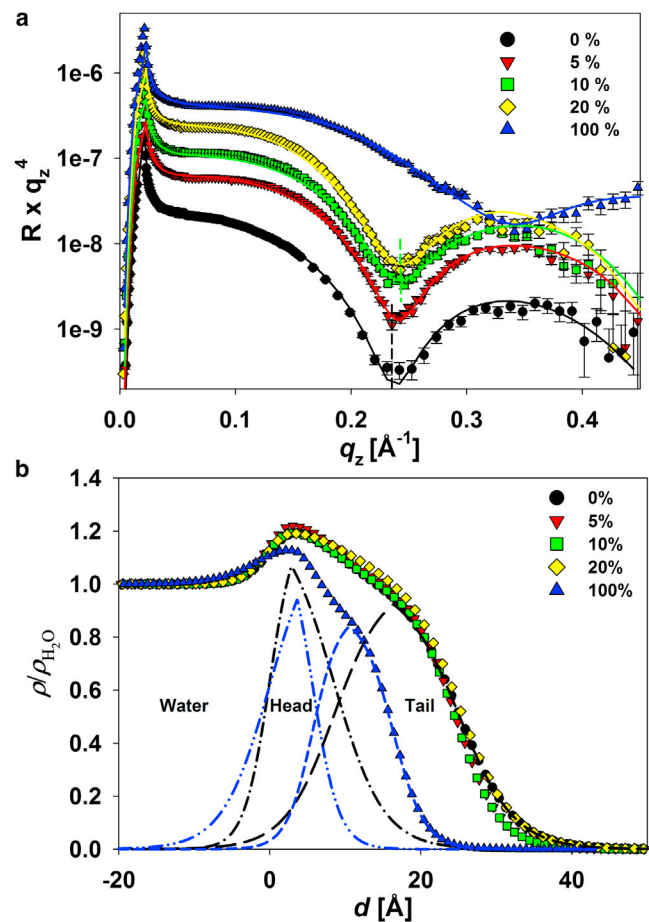 a
0 %
5 %
10 %
20 %
100 %
1e-6
1e-7
1e-8
1e-9
R x q_z^4
0.0 0.1 0.2 0.3 0.4
q_z [Å⁻¹]
b
0%
5%
10%
20%
100%
1.4
1.2
1.0
0.8
0.6
0.4
0.2
0.0
ρ/ρ_H₂O
Water Head Tail
-20 0 20 40
d [Å]